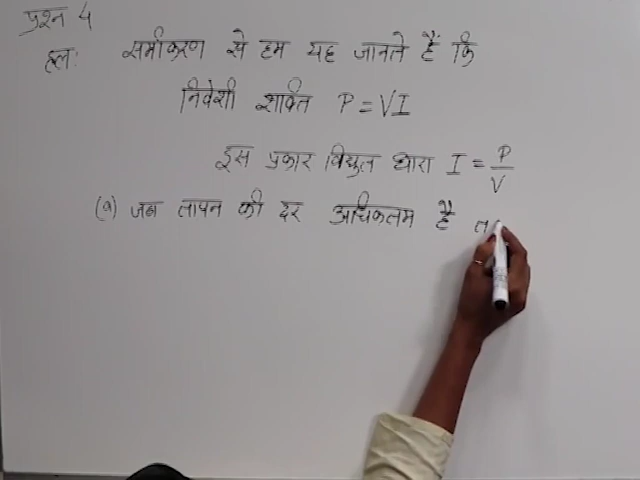 प्रश्न 4
हल: समीकरण से हम यह जानते हैं कि
निवेशी शक्ति P = VI
इस प्रकार विद्युत धारा I = P/V
(a) जब तापन की दर अधिकतम है